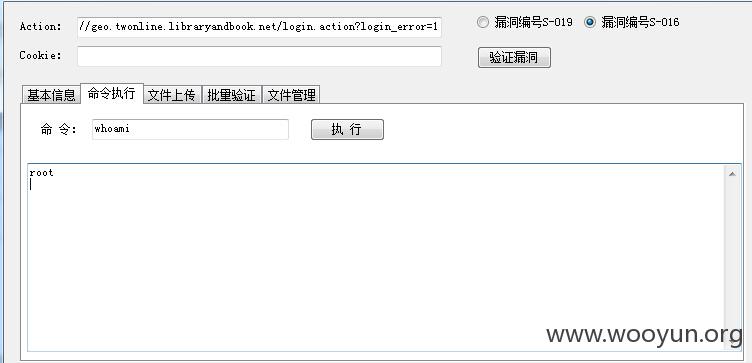 Action: //geo.twonline.libraryandbook.net/login.action?login_error=1 漏洞编号S-019 漏洞编号S-016
Cookie: 验证漏洞
基本信息 命令执行 文件上传 批量验证 文件管理
命 令: whoami 执 行
root
www.wooyun.org